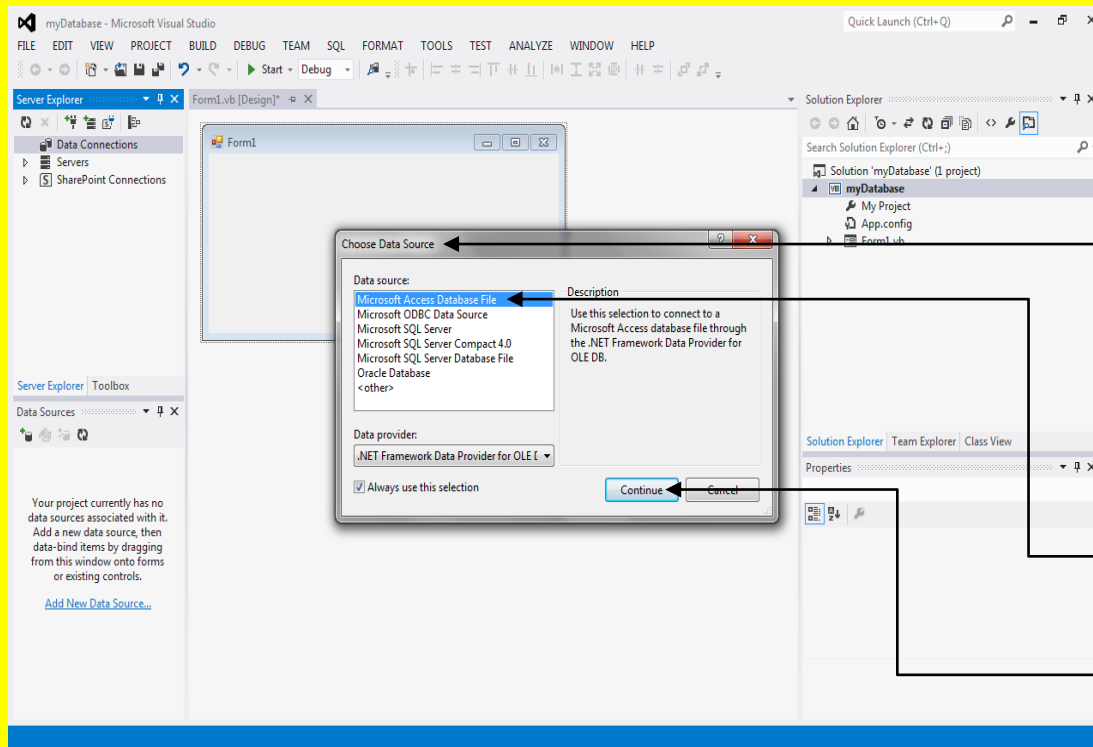 myDatabase - Microsoft Visual Studio
Quick Launch (Ctrl+Q)
FILE EDIT VIEW PROJECT BUILD DEBUG TEAM SQL FORMAT TOOLS TEST ANALYZE WINDOW HELP
Start Debug
Server Explorer
Data Connections
Servers
SharePoint Connections
Server Explorer Toolbox
Data Sources
Your project currently has no
data sources associated with it.
Add a new data source, then
data-bind items by dragging
from this window onto forms
or existing controls.
Add New Data Source...
Form1.vb [Design]*
Form1
Choose Data Source
Data source:
Microsoft Access Database File
Microsoft ODBC Data Source
Microsoft SQL Server
Microsoft SQL Server Compact 4.0
Microsoft SQL Server Database File
Oracle Database
<other>
Description
Use this selection to connect to a
Microsoft Access database file through
the .NET Framework Data Provider for
OLE DB.
Data provider:
.NET Framework Data Provider for OLE
Always use this selection
Continue
Cancel
Solution Explorer
Search Solution Explorer (Ctrl+;)
Solution 'myDatabase' (1 project)
VB myDatabase
My Project
App.config
Form1.vb
Solution Explorer Team Explorer Class View
Properties